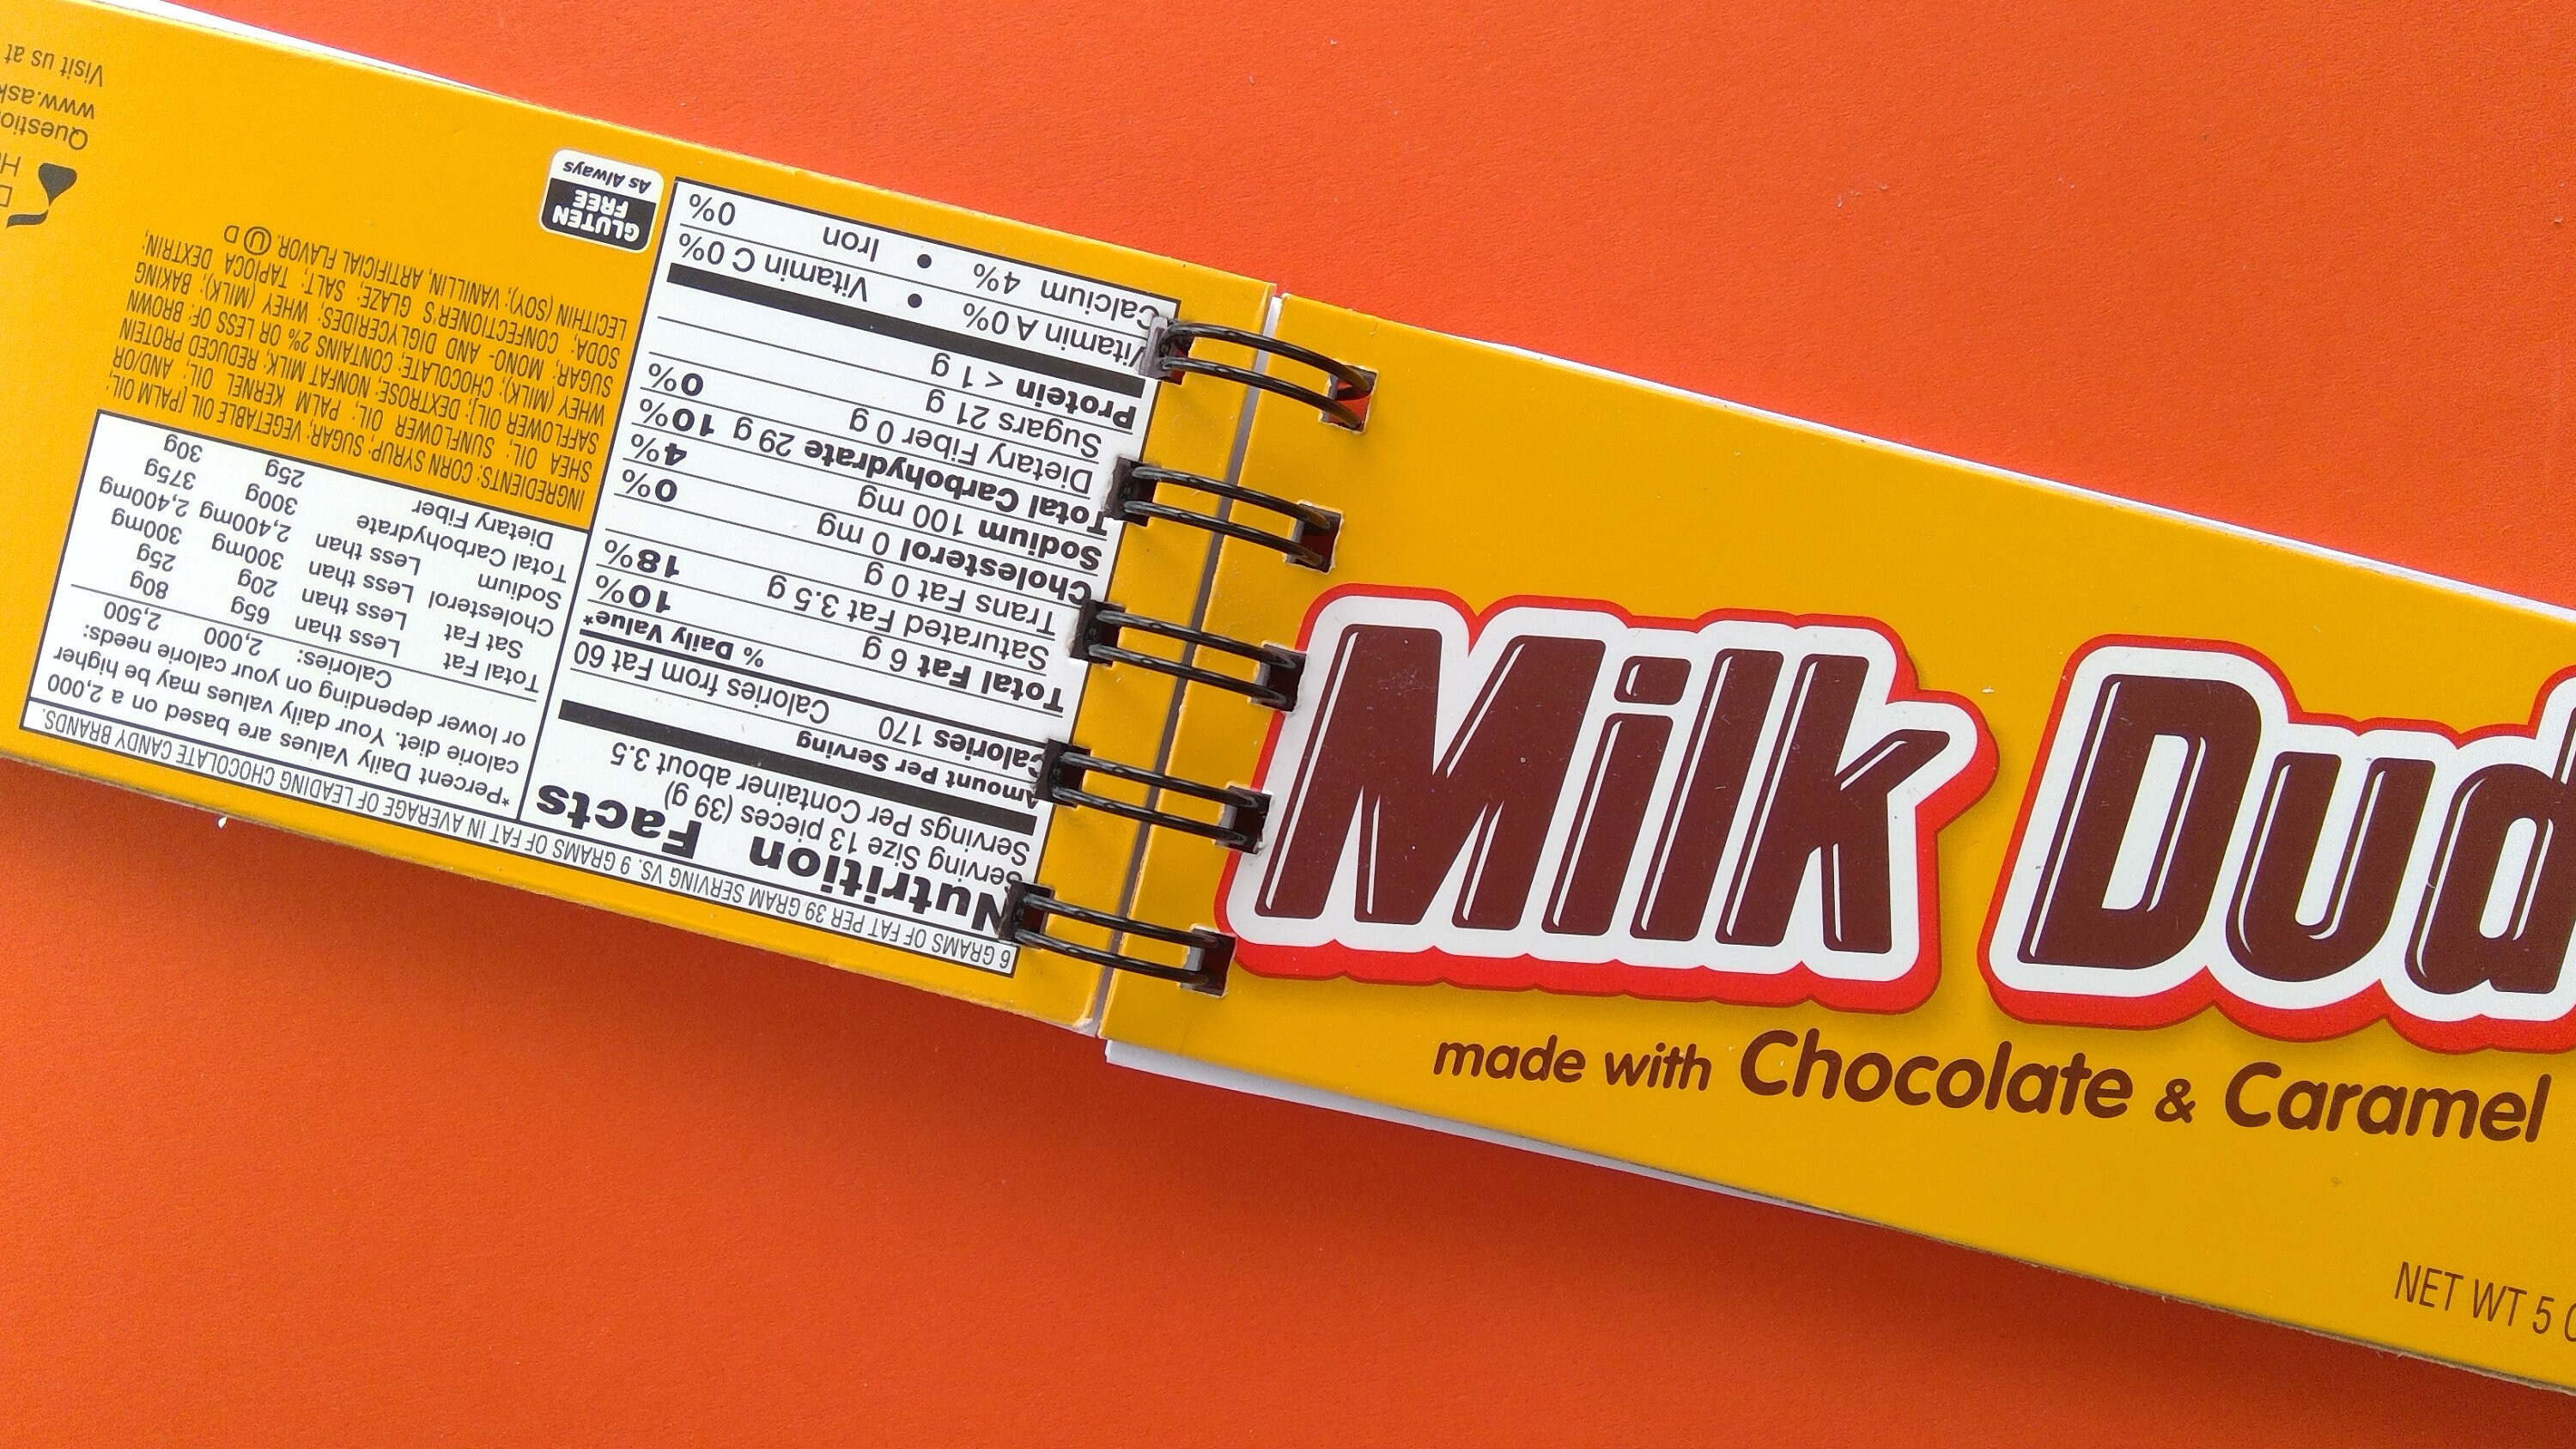 Milk Dud
made with Chocolate & Caramel
NET WT 5
6 GRAMS OF FAT PER 39 GRAM SERVING VS. 9 GRAMS OF FAT IN AVERAGE OF LEADING CHOCOLATE CANDY BRANDS.
Nutrition Facts
Serving Size 13 pieces (39 g)
Servings Per Container about 3.5
Amount Per Serving
Calories 170 Calories from Fat 60
% Daily Value*
Total Fat 6 g 10%
Saturated Fat 3.5 g 18%
Trans Fat 0 g
Cholesterol 0 mg 0%
Sodium 100 mg 4%
Total Carbohydrate 29 g 10%
Dietary Fiber 0 g 0%
Sugars 21 g
Protein < 1 g
Vitamin A 0% • Vitamin C 0%
Calcium 4% • Iron 0%
*Percent Daily Values are based on a 2,000
calorie diet. Your daily values may be higher
or lower depending on your calorie needs:
Calories: 2,000 2,500
Total Fat Less than 65g 80g
Sat Fat Less than 20g 25g
Cholesterol Less than 300mg 300mg
Sodium Less than 2,400mg 2,400mg
Total Carbohydrate 300g 375g
Dietary Fiber 25g 30g
INGREDIENTS: CORN SYRUP; SUGAR; VEGETABLE OIL [PALM OIL;
SHEA OIL; SUNFLOWER OIL; PALM KERNEL OIL; AND/OR
SAFFLOWER OIL]; DEXTROSE; NONFAT MILK; REDUCED PROTEIN
WHEY (MILK); CHOCOLATE; CONTAINS 2% OR LESS OF: BROWN
SUGAR; MONO- AND DIGLYCERIDES; WHEY (MILK); BAKING
SODA; CONFECTIONER'S GLAZE; SALT; TAPIOCA DEXTRIN;
LECITHIN (SOY); VANILLIN, ARTIFICIAL FLAVOR. U D
GLUTEN
FREE
As Always
Visit us at